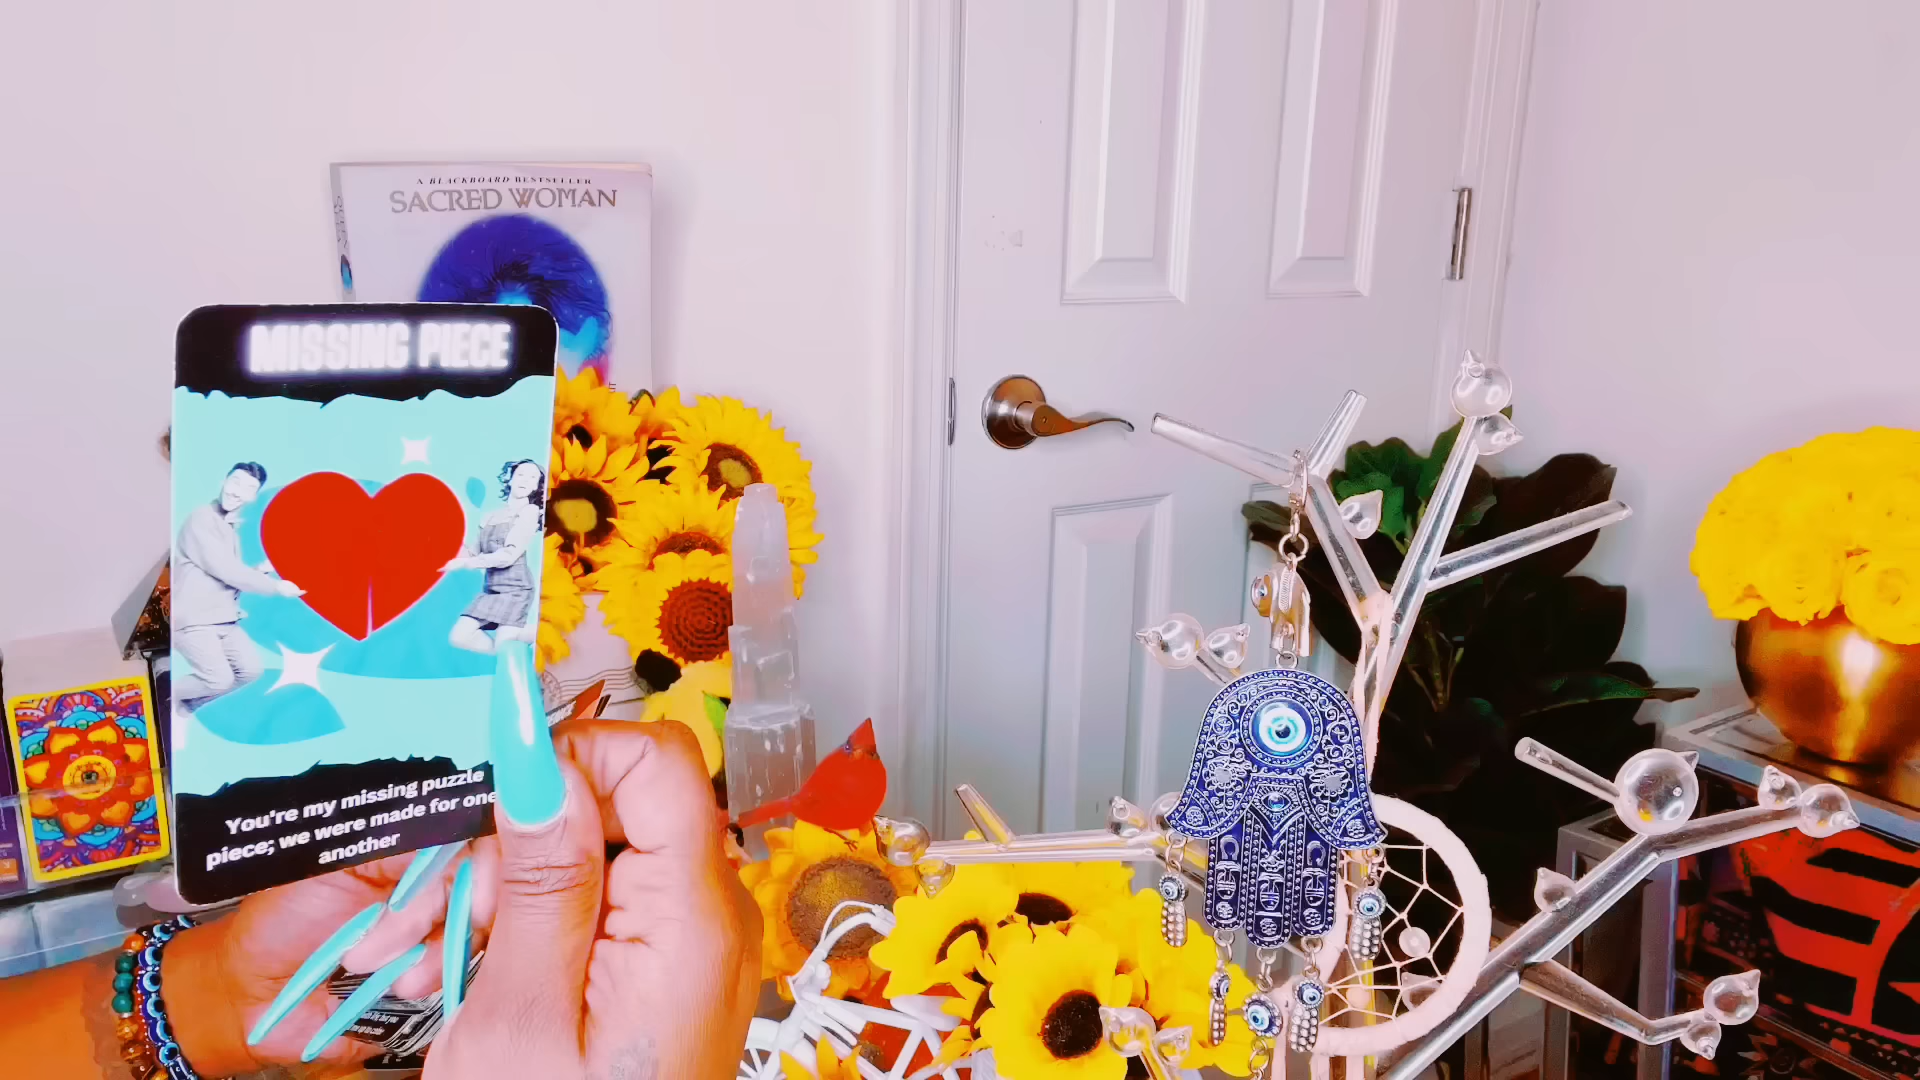 A BLACKBOARD BESTSELLER
SACRED WOMAN
MISSING PIECE
You're my missing puzzle
piece; we were made for one
another